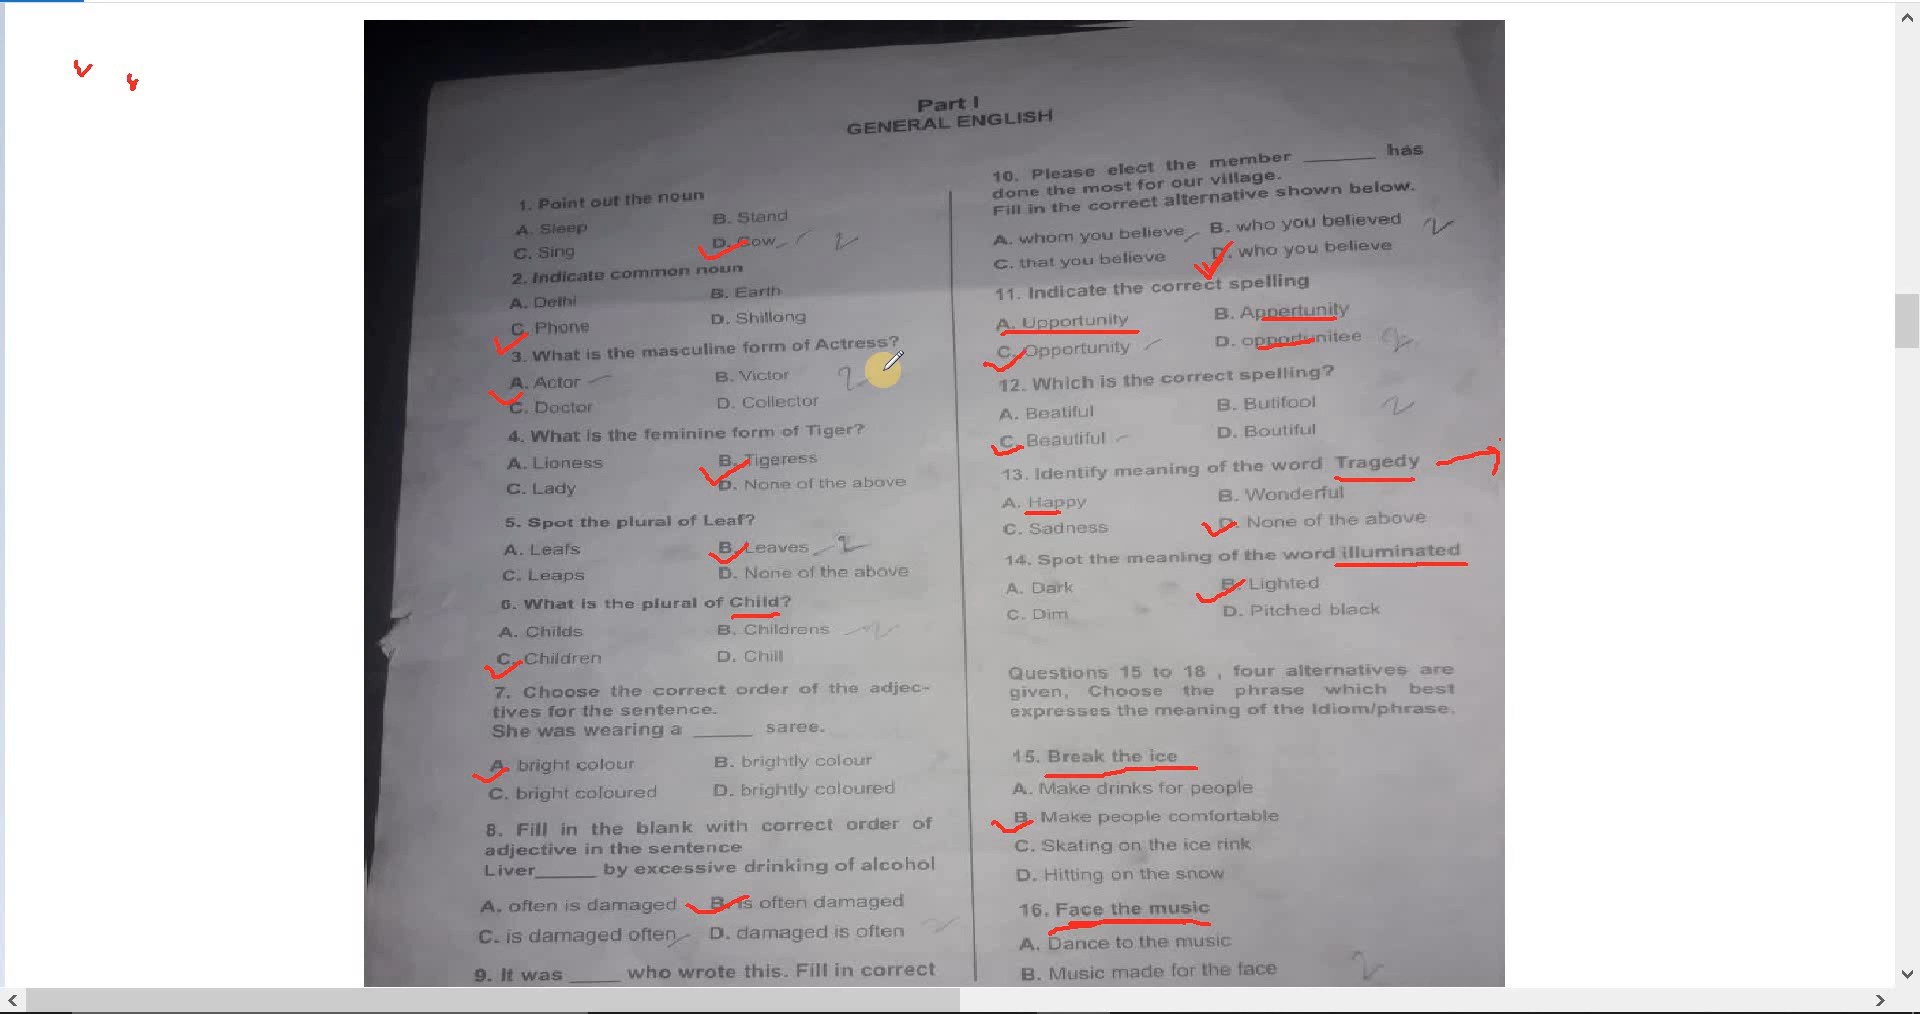 Part I
GENERAL ENGLISH
1. Point out the noun
A. Sleep B. Stand
C. Sing D. Cow
2. Indicate common noun
A. Delhi B. Earth
C. Phone D. Shillong
3. What is the masculine form of Actress?
A. Actor B. Victor
C. Doctor D. Collector
4. What is the feminine form of Tiger?
A. Lioness B. Tigeress
C. Lady D. None of the above
5. Spot the plural of Leaf?
A. Leafs B. Leaves
C. Leaps D. None of the above
6. What is the plural of Child?
A. Childs B. Childrens
C. Children D. Chill
7. Choose the correct order of the adjec-
tives for the sentence.
She was wearing a _____ saree.
A. bright colour B. brightly colour
C. bright coloured D. brightly coloured
8. Fill in the blank with correct order of
adjective in the sentence
Liver_____ by excessive drinking of alcohol
A. often is damaged B. is often damaged
C. is damaged often D. damaged is often
9. It was ____ who wrote this. Fill in correct
10. Please elect the member ______ has
done the most for our village.
Fill in the correct alternative shown below.
A. whom you believe B. who you believed
C. that you believe D. who you believe
11. Indicate the correct spelling
A. Upportunity B. Appertunity
C. Opportunity D. opportunitee
12. Which is the correct spelling?
A. Beatiful B. Butifool
C. Beautiful D. Boutiful
13. Identify meaning of the word Tragedy
A. Happy B. Wonderful
C. Sadness D. None of the above
14. Spot the meaning of the word illuminated
A. Dark B. Lighted
C. Dim D. Pitched black
Questions 15 to 18 , four alternatives are
given, Choose the phrase which best
expresses the meaning of the Idiom/phrase.
15. Break the ice
A. Make drinks for people
B. Make people comfortable
C. Skating on the ice rink
D. Hitting on the snow
16. Face the music
A. Dance to the music
B. Music made for the face